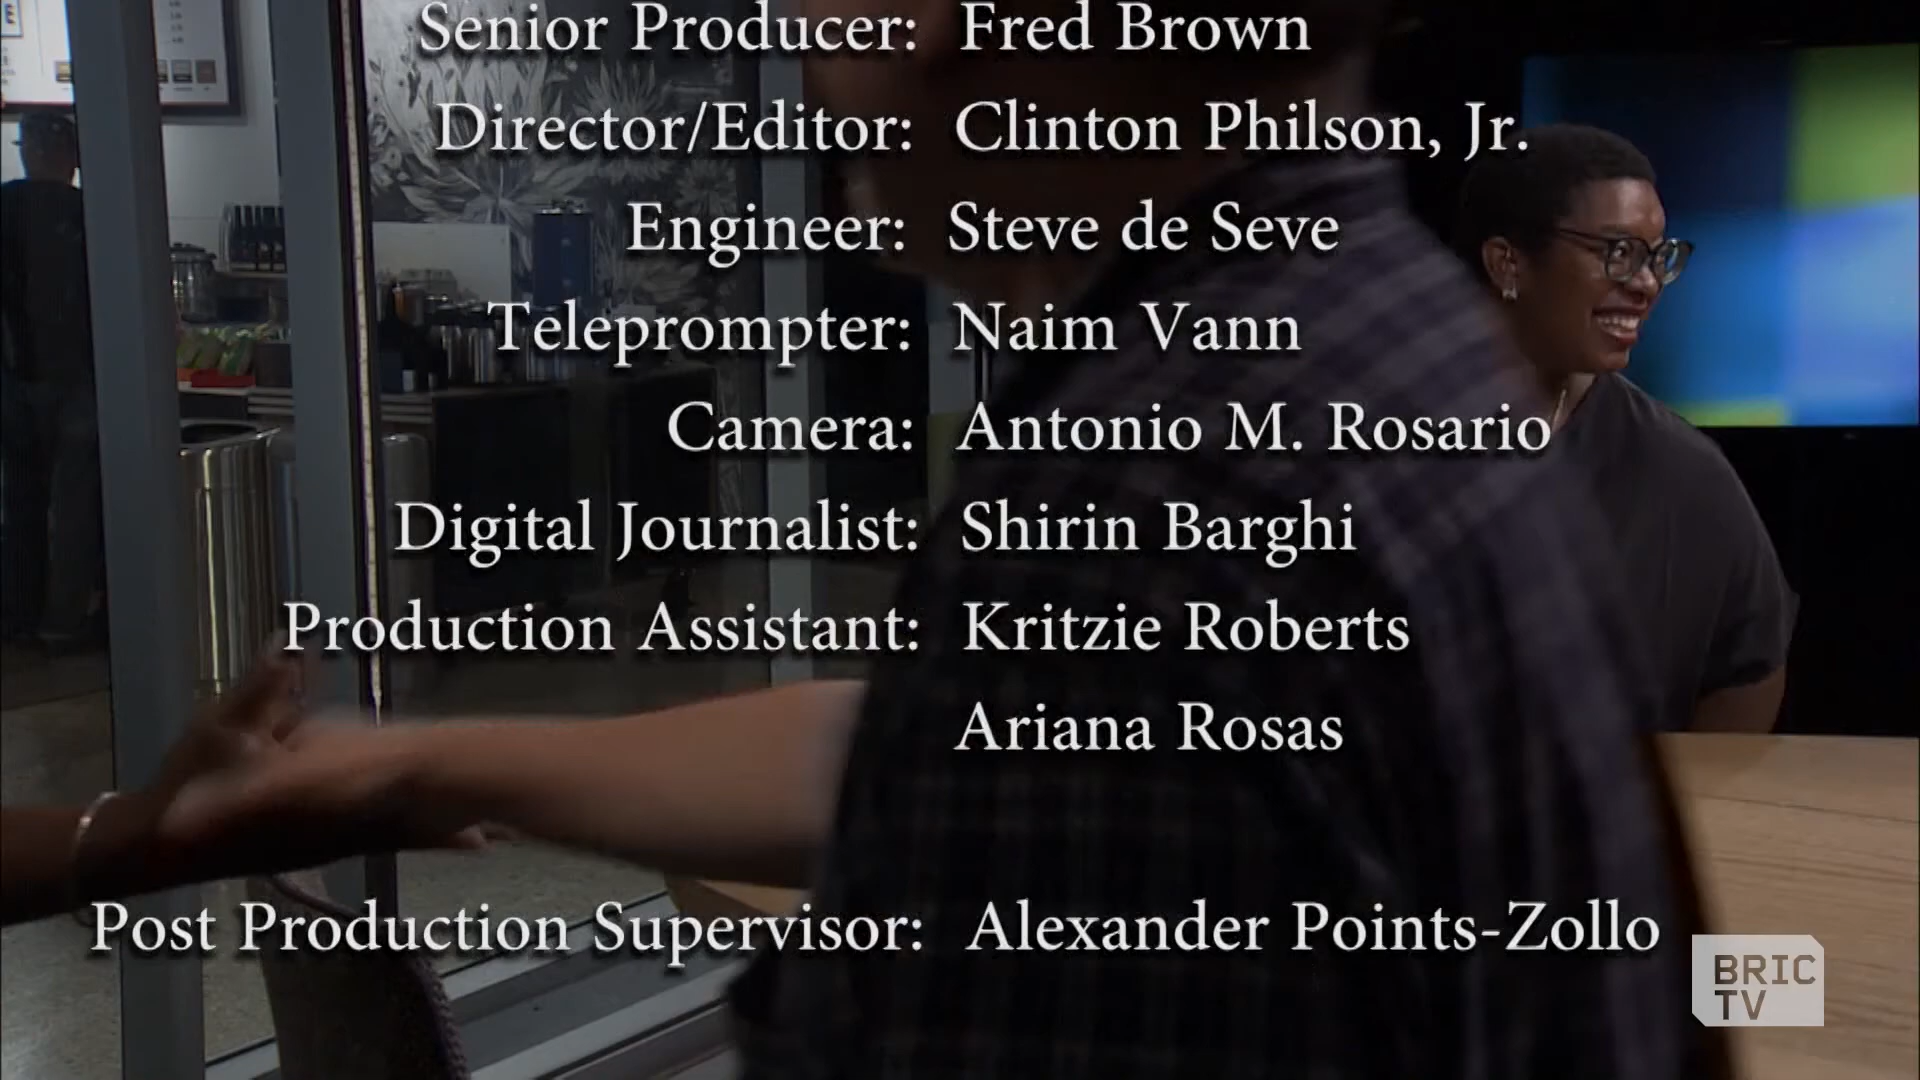 Senior Producer: Fred Brown
Director/Editor: Clinton Philson, Jr.
Engineer: Steve de Seve
Teleprompter: Naim Vann
Camera: Antonio M. Rosario
Digital Journalist: Shirin Barghi
Production Assistant: Kritzie Roberts
Ariana Rosas
Post Production Supervisor: Alexander Points-Zollo
BRIC
TV